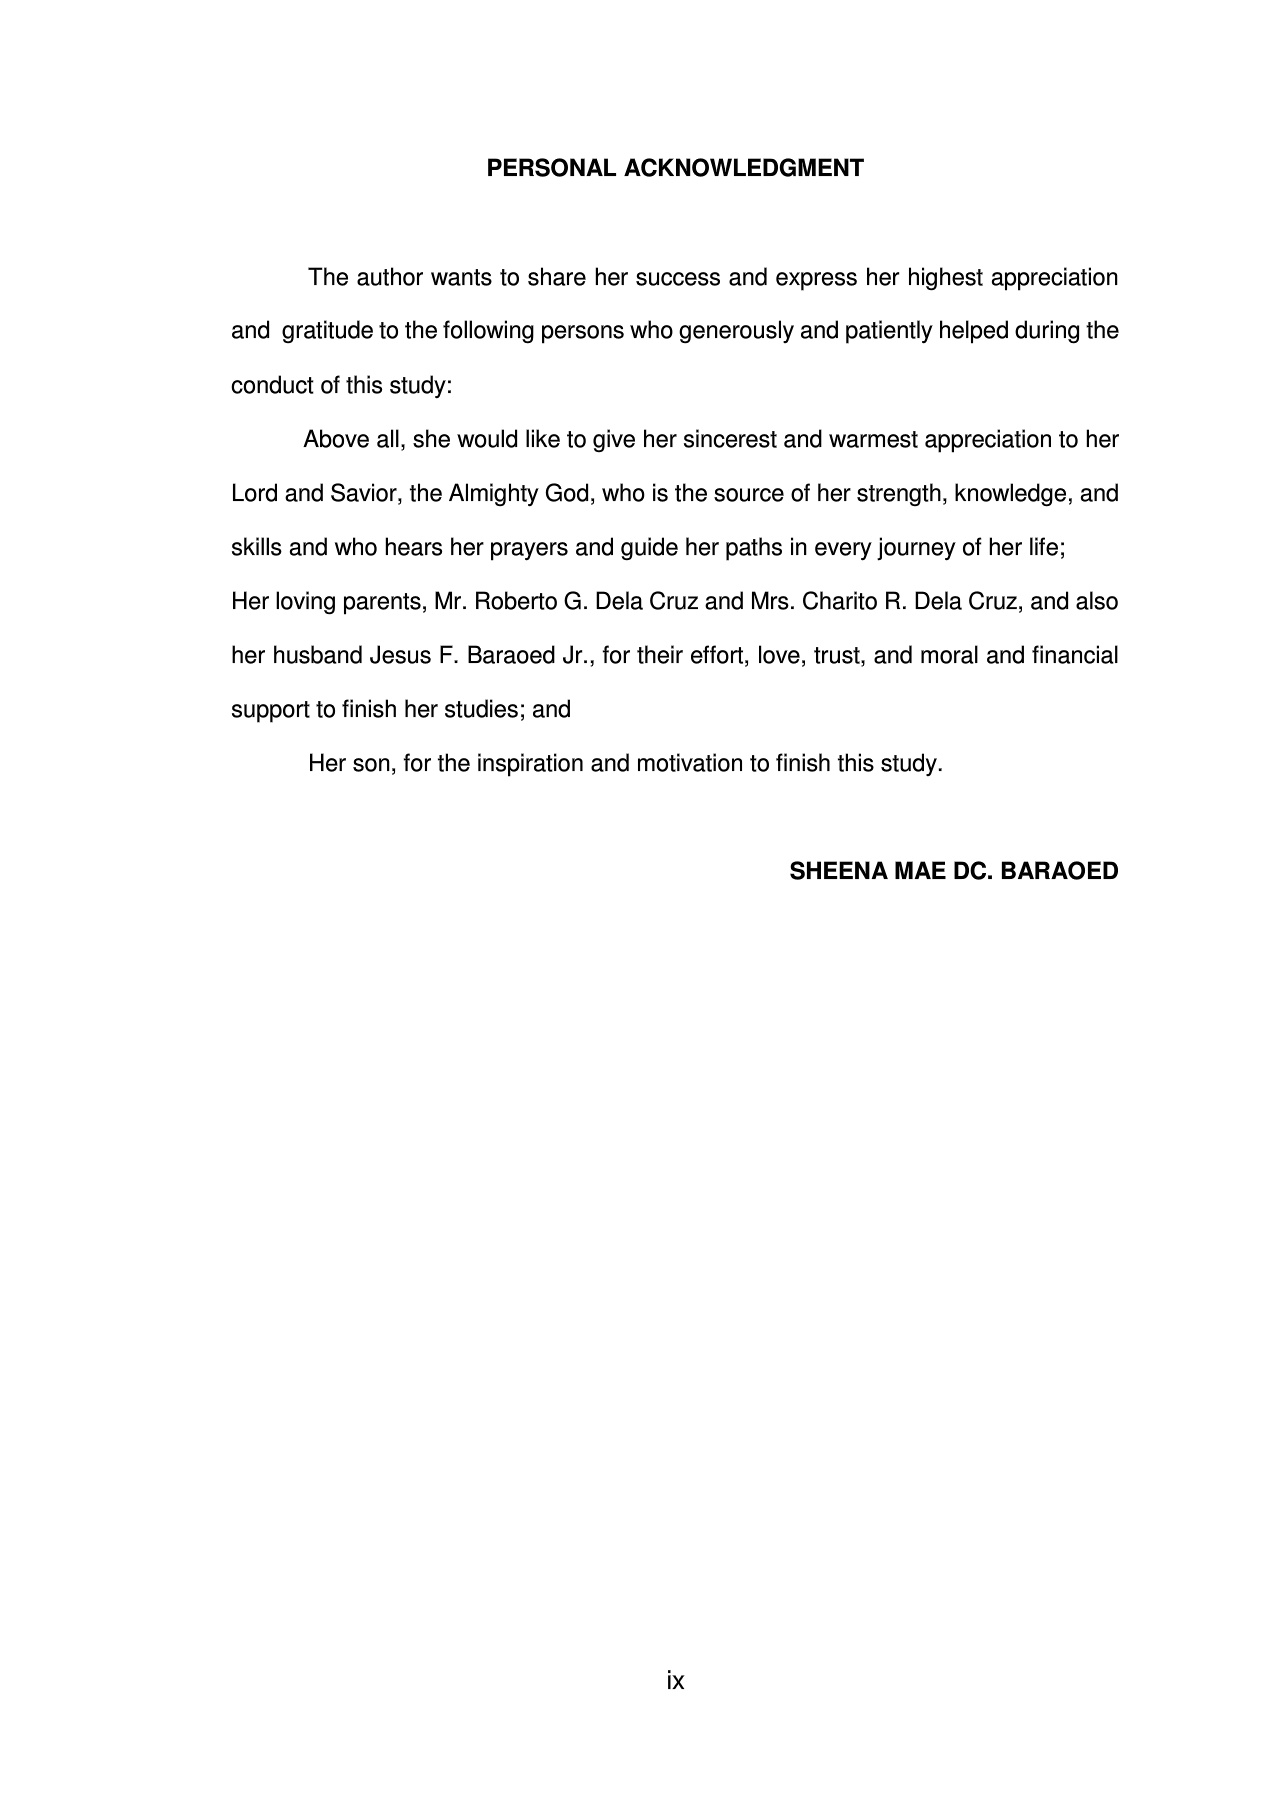 PERSONAL ACKNOWLEDGMENT
The author wants to share her success and express her highest appreciation
and  gratitude to the following persons who generously and patiently helped during the
conduct of this study:
Above all, she would like to give her sincerest and warmest appreciation to her
Lord and Savior, the Almighty God, who is the source of her strength, knowledge, and
skills and who hears her prayers and guide her paths in every journey of her life;
Her loving parents, Mr. Roberto G. Dela Cruz and Mrs. Charito R. Dela Cruz, and also
her husband Jesus F. Baraoed Jr., for their effort, love, trust, and moral and financial
support to finish her studies; and
Her son, for the inspiration and motivation to finish this study.
SHEENA MAE DC. BARAOED
ix